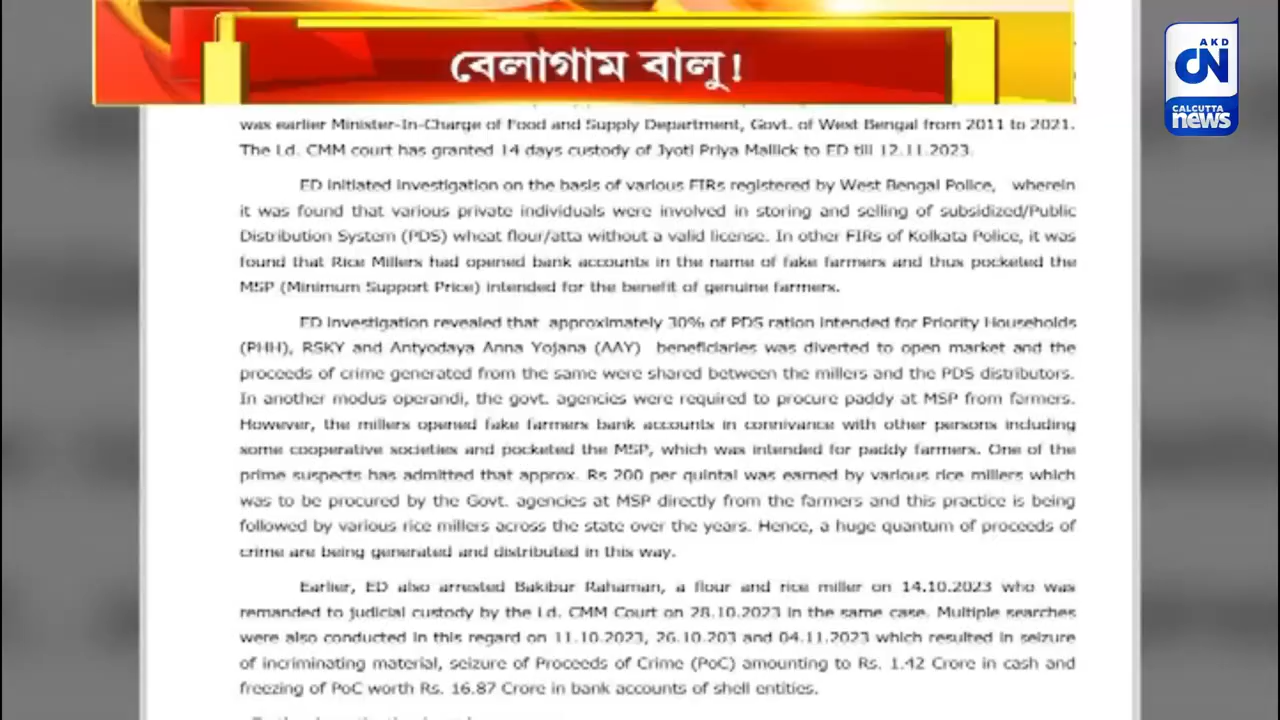 বেলাগাম বালু!
AKD
CN
CALCUTTA
news
was earlier Minister-In-Charge of Food and Supply Department, Govt. of West Bengal from 2011 to 2021.
The Ld. CMM court has granted 14 days custody of Jyoti Priya Mallick to ED till 12.11.2023.
ED initiated investigation on the basis of various FIRs registered by West Bengal Police, wherein
it was found that various private individuals were involved in storing and selling of subsidized/Public
Distribution System (PDS) wheat flour/atta without a valid license. In other FIRs of Kolkata Police, it was
found that Rice Millers had opened bank accounts in the name of fake farmers and thus pocketed the
MSP (Minimum Support Price) intended for the benefit of genuine farmers.
ED investigation revealed that approximately 30% of PDS ration intended for Priority Households
(PHH), RSKY and Antyodaya Anna Yojana (AAY) beneficiaries was diverted to open market and the
proceeds of crime generated from the same were shared between the millers and the PDS distributors.
In another modus operandi, the govt. agencies were required to procure paddy at MSP from farmers.
However, the millers opened fake farmers bank accounts in connivance with other persons including
some cooperative societies and pocketed the MSP, which was intended for paddy farmers. One of the
prime suspects has admitted that approx. Rs 200 per quintal was earned by various rice millers which
was to be procured by the Govt. agencies at MSP directly from the farmers and this practice is being
followed by various rice millers across the state over the years. Hence, a huge quantum of proceeds of
crime are being generated and distributed in this way.
Earlier, ED also arrested Bakibur Rahaman, a flour and rice miller on 14.10.2023 who was
remanded to judicial custody by the Ld. CMM Court on 28.10.2023 in the same case. Multiple searches
were also conducted in this regard on 11.10.2023, 26.10.203 and 04.11.2023 which resulted in seizure
of incriminating material, seizure of Proceeds of Crime (PoC) amounting to Rs. 1.42 Crore in cash and
freezing of PoC worth Rs. 16.87 Crore in bank accounts of shell entities.